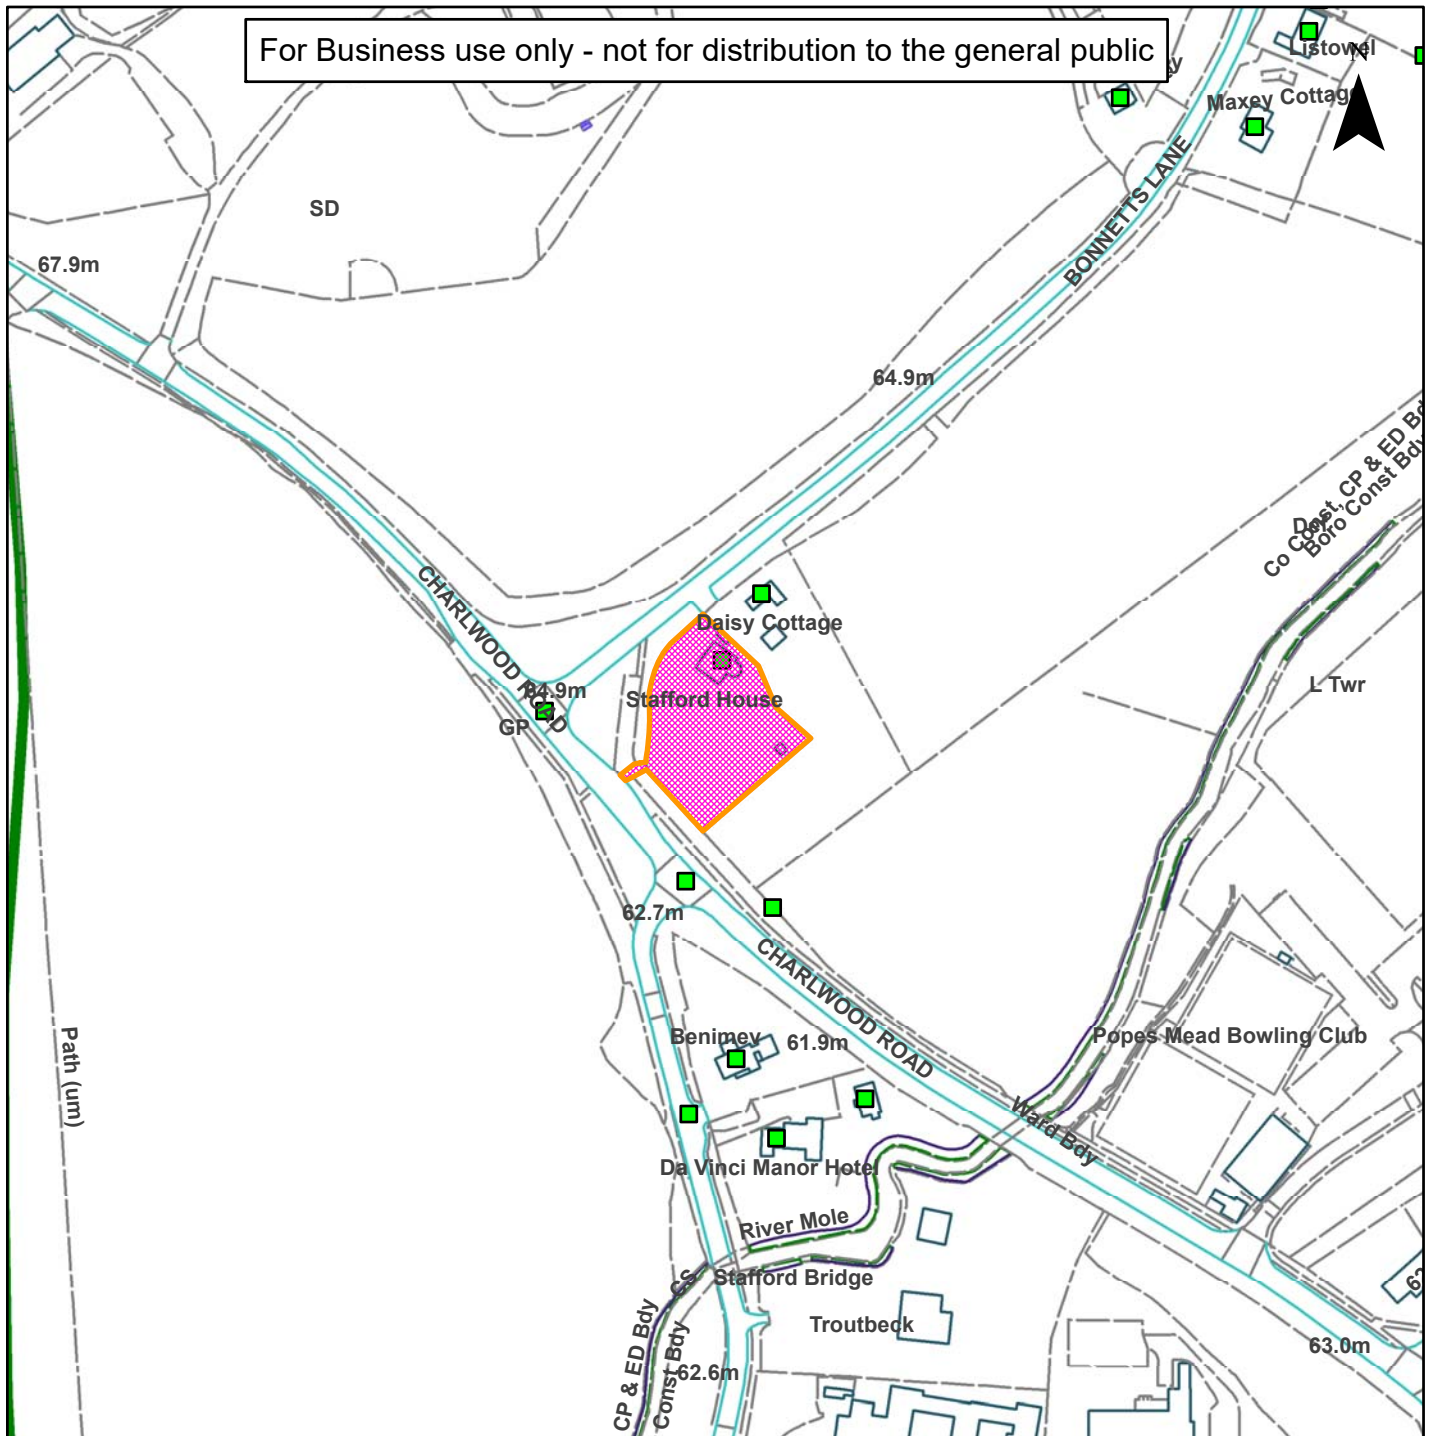 For Business use only - not for distribution to the general public
Listowel
N
Maxey Cottage
SD
67.9m
BONNETTS LANE
64.9m
Co Const, CP & ED Bdy
Boro Const Bdy
CHARLWOOD ROAD
Daisy Cottage
64.9m
Stafford House
L Twr
GP
62.7m
CHARLWOOD ROAD
Path (um)
Benimey
61.9m
Popes Mead Bowling Club
Ward Bdy
Da Vinci Manor Hotel
River Mole
CS
Stafford Bridge
Troutbeck
CP & ED Bdy
Const Bdy
62.6m
63.0m